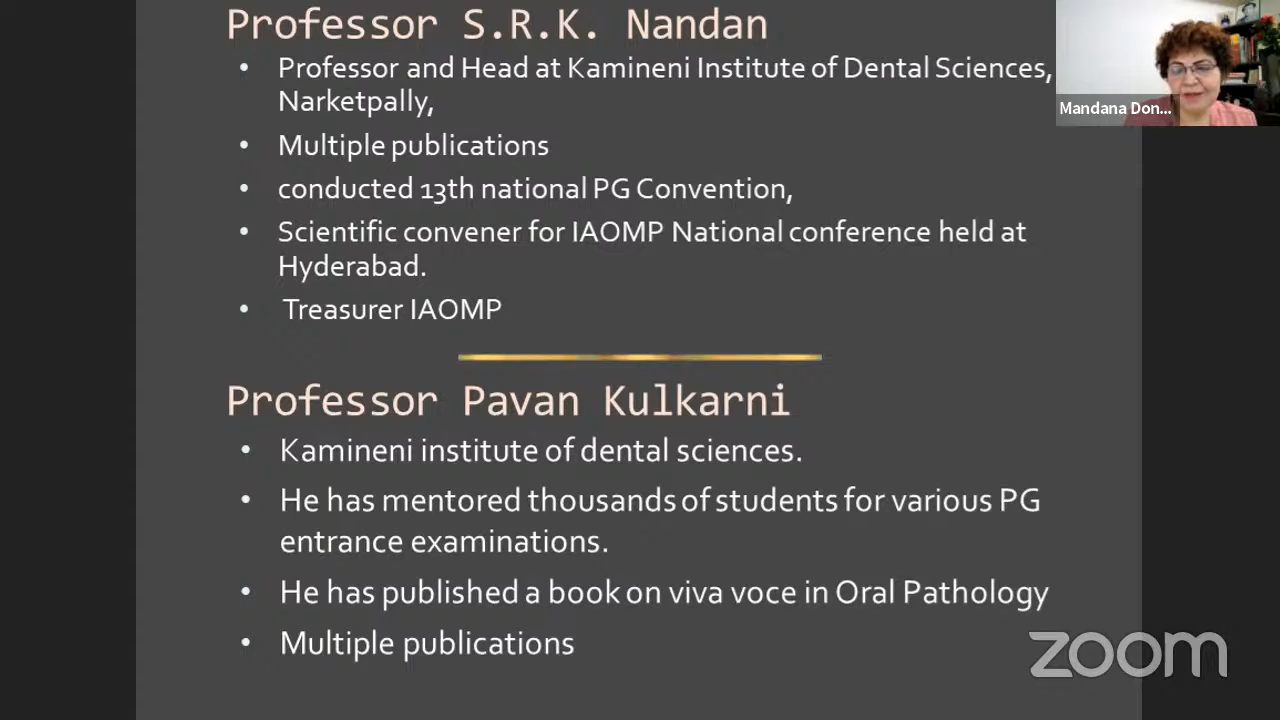 Professor S.R.K. Nandan
• Professor and Head at Kamineni Institute of Dental Sciences,
Narketpally,
• Multiple publications
• conducted 13th national PG Convention,
• Scientific convener for IAOMP National conference held at
Hyderabad.
• Treasurer IAOMP
Professor Pavan Kulkarni
• Kamineni institute of dental sciences.
• He has mentored thousands of students for various PG
entrance examinations.
• He has published a book on viva voce in Oral Pathology
• Multiple publications
Mandana Don...
zoom